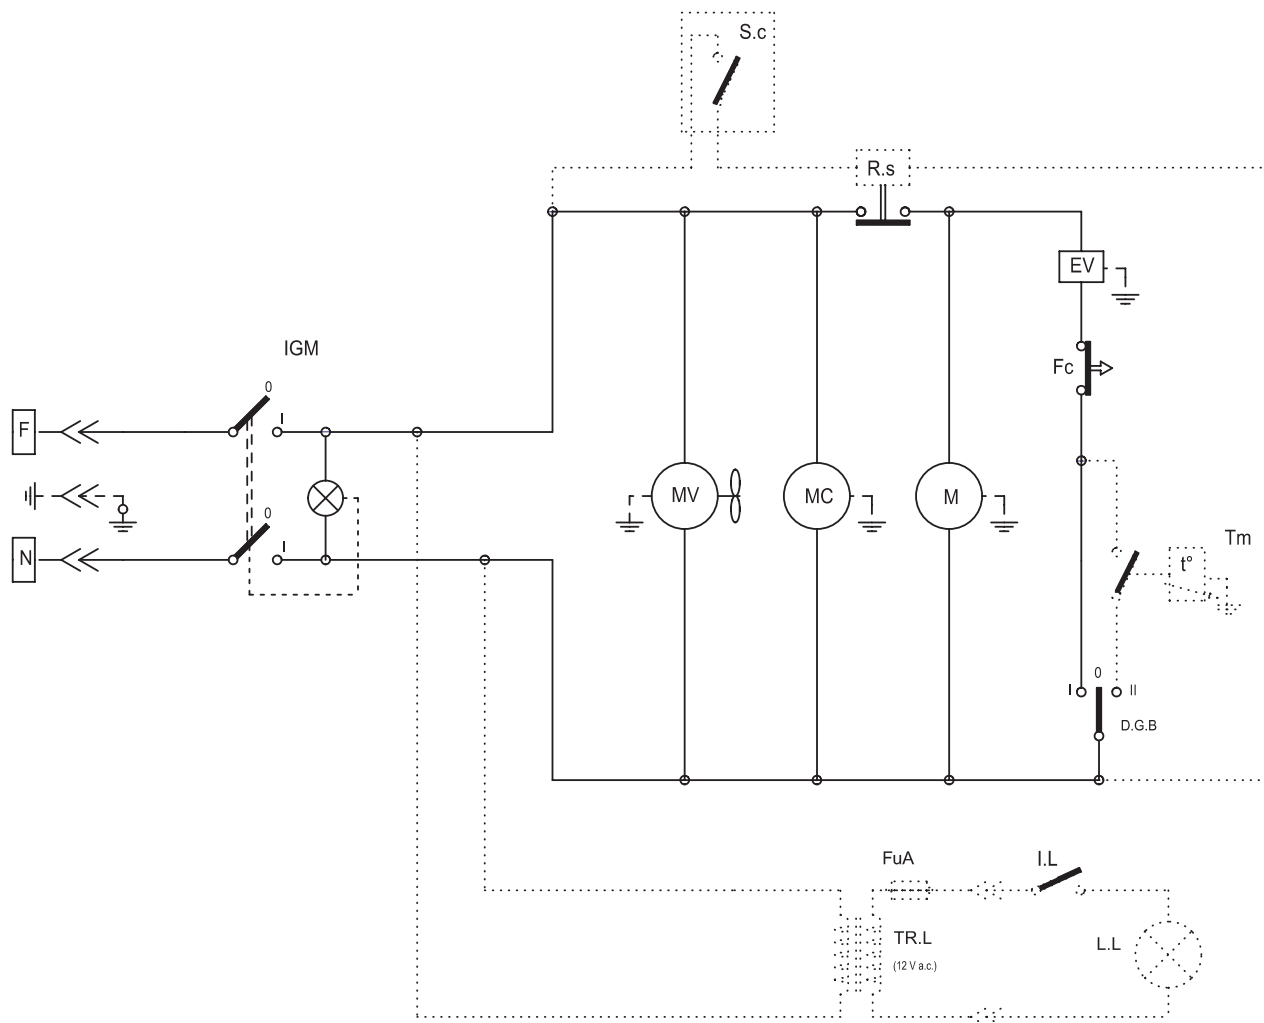 S.c
R.s
EV
IGM
0
Fc
F
I
MV
MC
M
0
N
I
Tm
t°
0
I
II
D.G.B
FuA
I.L
TR.L
L.L
(12 V a.c.)